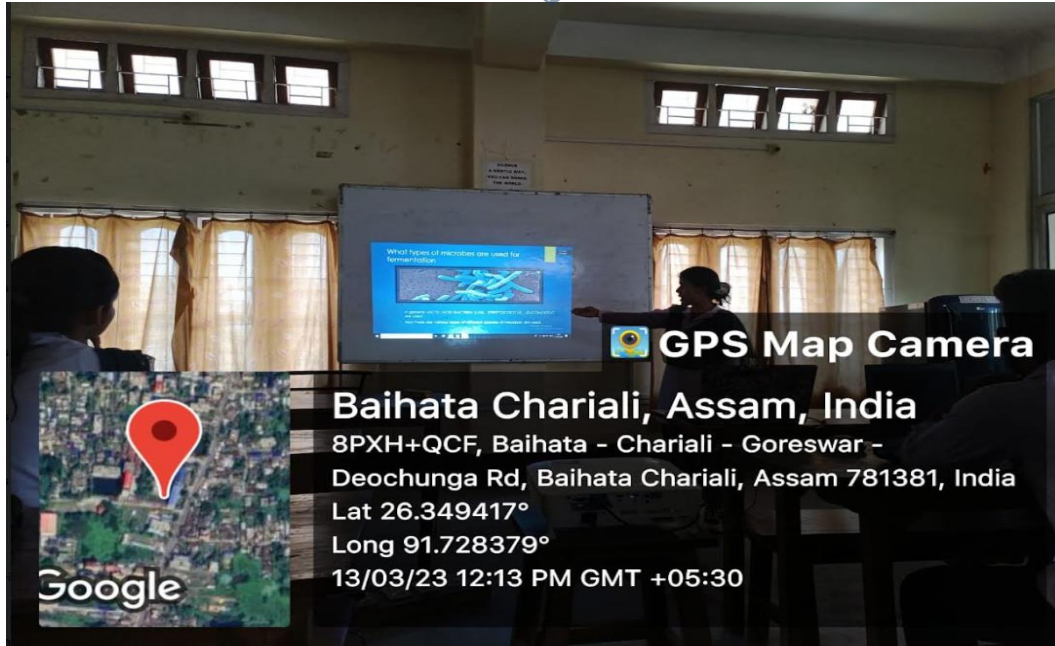 What types of microbes are used for
fermentation
GPS Map Camera
Baihata Chariali, Assam, India
8PXH+QCF, Baihata - Chariali - Goreswar -
Deochunga Rd, Baihata Chariali, Assam 781381, India
Lat 26.349417°
Long 91.728379°
13/03/23 12:13 PM GMT +05:30
Google